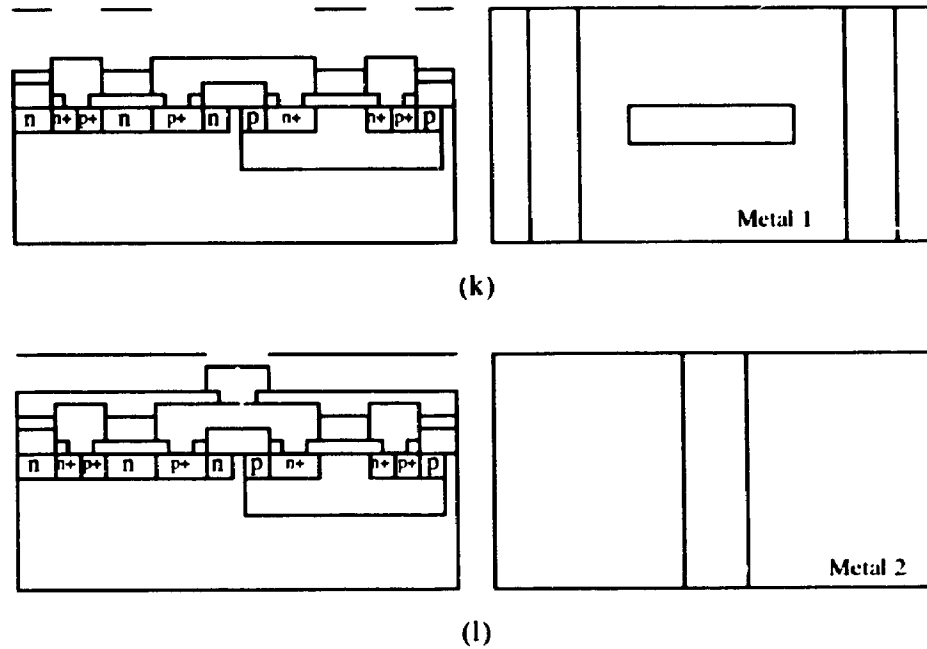 n n+ p+ n p+ n p n+ n+ p+ p
Metal 1
(k)
n n+ p+ n p+ n p n+ n+ p+ p
Metal 2
(l)